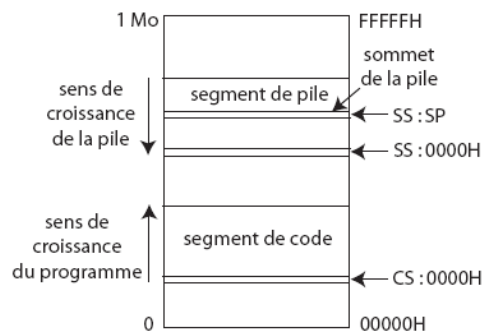 1 Mo
FFFFFH
sommet
de la pile
sens de
croissance
de la pile
segment de pile
SS : SP
SS : 0000H
sens de
croissance
du programme
segment de code
CS : 0000H
0
00000H